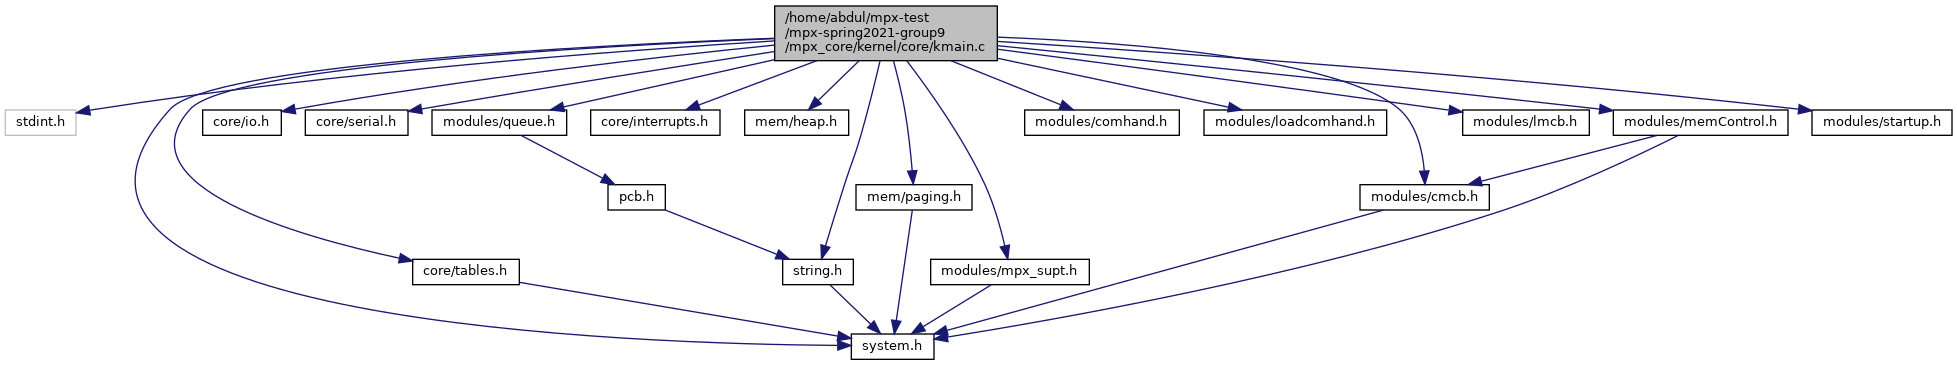 /home/abdul/mpx-test
/mpx-spring2021-group9
/mpx_core/kernel/core/kmain.c
stdint.h
core/io.h
core/serial.h
modules/queue.h
core/interrupts.h
mem/heap.h
modules/comhand.h
modules/loadcomhand.h
modules/lmcb.h
modules/memControl.h
modules/startup.h
pcb.h
mem/paging.h
modules/cmcb.h
core/tables.h
string.h
modules/mpx_supt.h
system.h